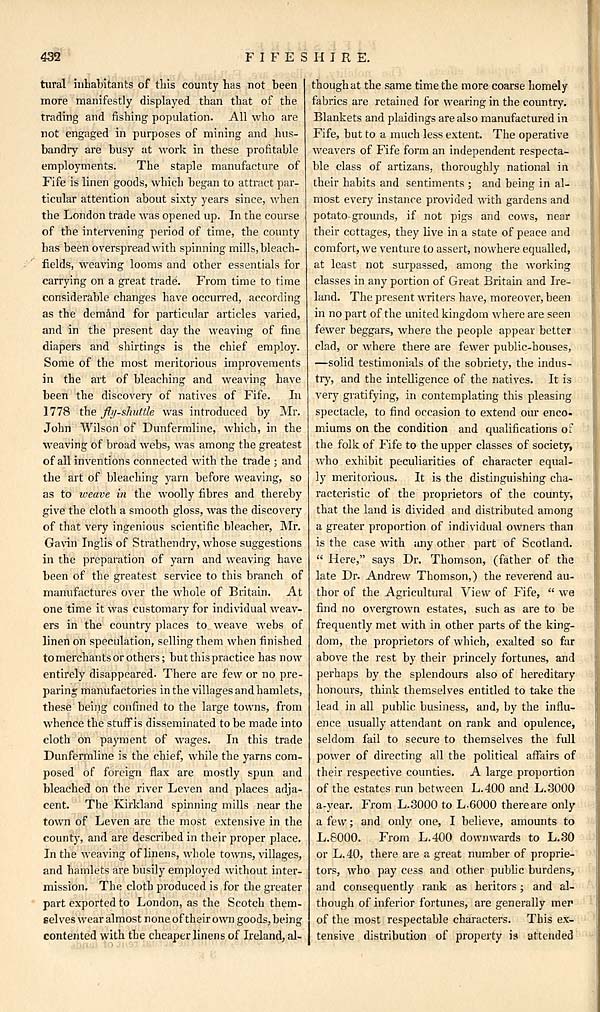 432
FIFESHIRE.
tural inhabitants of this county has not been
more manifestly displayed than that of the
trading and fishing population. All who are
not engaged in purposes of mining and hus-
bandry are busy at work in these profitable
employments. The staple manufacture of
Fife is linen goods, which began to attract par-
ticular attention about sixty years since, when
the London trade was opened up. In the course
of the intervening period of time, the county
has been overspread with spinning mills, bleach-
fields, weaving looms and other essentials for
carrying on a great trade. From time to time
considerable changes have occurred, according
as the demand for particular articles varied,
and in the present day the weaving of fine
diapers and shirtings is the chief employ.
Some of the most meritorious improvements
in the art of bleaching and weaving have
been the discovery of natives of Fife. In
1778 the fly-shuttle was introduced by Mr.
John Wilson of Dunfermline, which, in the
weaving of broad webs, was among the greatest
of all inventions connected with the trade ; and
the art of bleaching yarn before weaving, so
as to weave in the woolly fibres and thereby
give the cloth a smooth gloss, was the discovery
of that very ingenious scientific bleacher, Mr.
Gavin Inglis of Strathendry, whose suggestions
in the preparation of yarn and weaving have
been of the greatest service to this branch of
manufactures over the whole of Britain. At
one time it was customary for individual weav-
ers in the country places to weave webs of
linen on speculation, selling them when finished
to merchants or others ; but this practice has now
entirely disappeared. There are few or no pre-
paring manufactories in the villages and hamlets,
these being confined to the large towns, from
whence the stuff is disseminated to be made into
cloth on payment of wages. In this trade
Dunfermline is the chief, while the yarns com-
posed of foreign flax are mostly spun and
bleached on the river Leven and places adja-
cent. The Kirkland spinning mills near the
town of Leven are the most extensive in the
county, and are described in their proper place.
In the weaving of linens, whole towns, villages,
and hamlets are busily employed without inter-
mission. The cloth produced is for the greater
part exported to London, as the Scotch them-
selves wear almost none of their own goods, being
contented with the cheaper linens of Ireland, al-
though at the same time the more coarse homely
fabrics are retained for wearing in the country.
Blankets and plaidings are also manufactured in
Fife, but to a much less extent. The operative
weavers of Fife form an independent respecta-
ble class of artizans, thoroughly national in
their habits and sentiments ; and being in al-
most every instance provided with gardens and
potato-grounds, if not pigs and cows, near
their cottages, they live in a state of peace and
comfort, we venture to assert, nowhere equalled,
at least not surpassed, among the working
classes in any portion of Great Britain and Ire-
land. The present writers have, moreover, been
in no part of the united kingdom where are seen
fewer beggars, where the people appear better
clad, or where there are fewer public-houses,
—solid testimonials of the sobriety, the indus-
try, and the intelligence of the natives. It is
very gratifying, in contemplating this pleasing
spectacle, to find occasion to extend our enco-
miums on the condition and qualifications of
the folk of Fife to the upper classes of society,
who exhibit peculiarities of character equal-
ly meritorious. It is the distinguishing cha-
racteristic of the proprietors of the county,
that the land is divided and distributed among
a greater proportion of individual owners than
is the case with any other part of Scotland.
“ Here,” says Dr. Thomson, (father of the
late Dr. Andrew Thomson,) the reverend au-
thor of the Agricultural View of Fife, “ we
find no overgrown estates, such as are to be
frequently met with in other parts of the king-
dom, the proprietors of which, exalted so far
above the rest by their princely fortunes, and
perhaps by the splendours also of hereditary
honours, think themselves entitled to take the
lead in all public business, and, by the influ-
ence usually attendant on rank and opulence,
seldom fail to secure to themselves the full
power of directing all the political affairs of
their respective counties. A large proportion
of the estates run between L.400 and L.3000
a-year. From L.3000 to L.6000 there are only
a few ; and only one, I believe, amounts to
L.8000. From L.400 downwards to L.30
or L.40, there are a great number of proprie-
tors, who pay cess and other public burdens,
and consequently rank as heritors ; and al-
though of inferior fortunes, are generally men
of the most respectable characters. This ex-
tensive distribution of property is attended